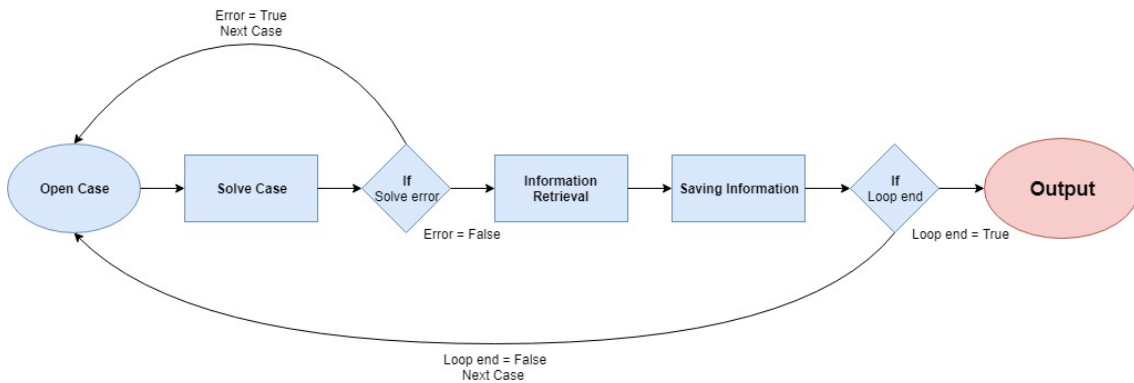 Error = True
Next Case
Open Case
Solve Case
If
Solve error
Information
Retrieval
Saving Information
If
Loop end
Output
Error = False
Loop end = True
Loop end = False
Next Case